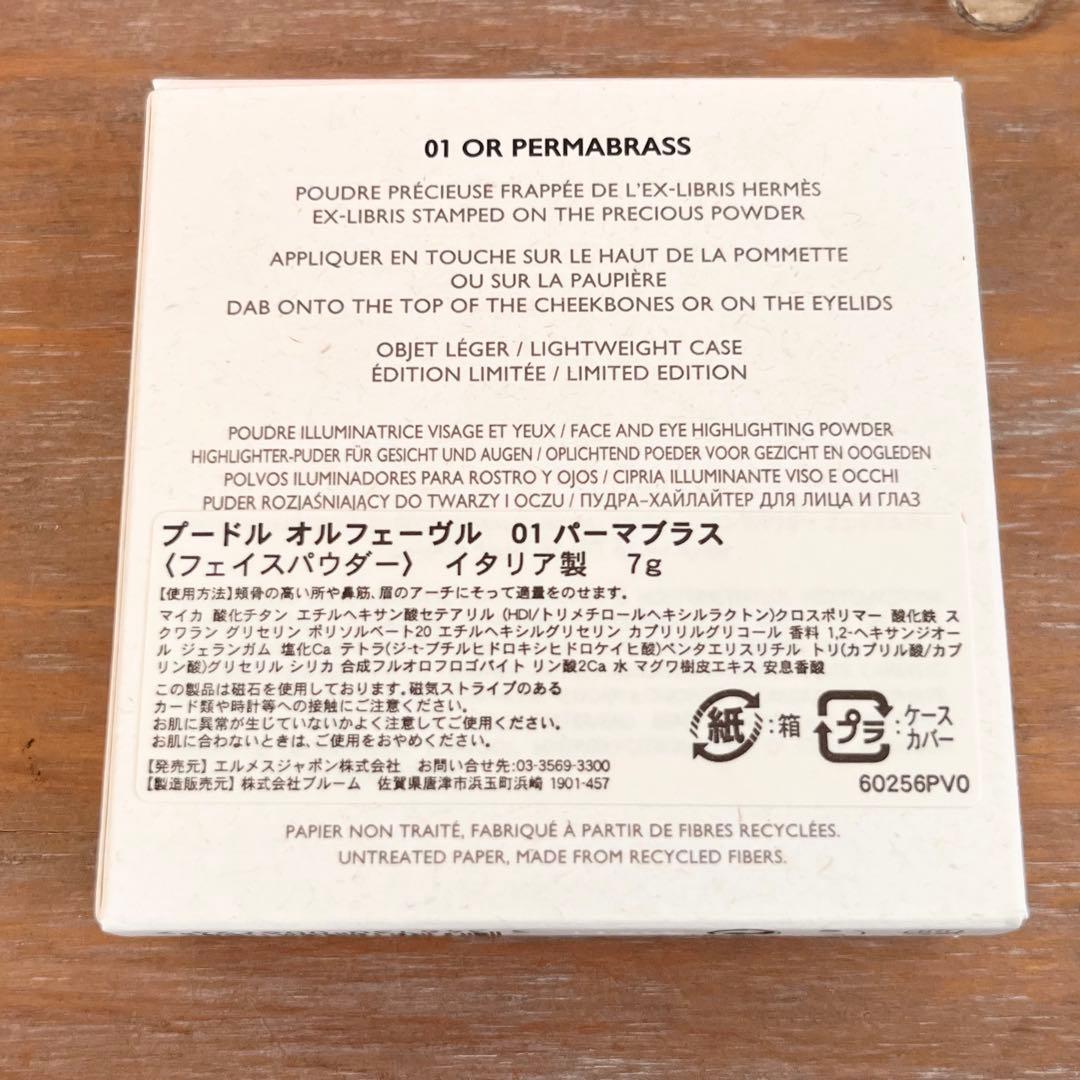 01 OR PERMABRASS
POUDRE PRÉCIEUSE FRAPPÉE DE L'EX-LIBRIS HERMÈS
EX-LIBRIS STAMPED ON THE PRECIOUS POWDER
APPLIQUER EN TOUCHE SUR LE HAUT DE LA POMMETTE
OU SUR LA PAUPIÈRE
DAB ONTO THE TOP OF THE CHEEKBONES OR ON THE EYELIDS
OBJET LÉGER / LIGHTWEIGHT CASE
ÉDITION LIMITÉE / LIMITED EDITION
POUDRE ILLUMINATRICE VISAGE ET YEUX / FACE AND EYE HIGHLIGHTING POWDER
HIGHLIGHTER-PUDER FÜR GESICHT UND AUGEN / OPLICHTEND POEDER VOOR GEZICHT EN OOGLEDEN
POLVOS ILUMINADORES PARA ROSTRO Y OJOS / CIPRIA ILLUMINANTE VISO E OCCHI
PUDER ROZJAŚNIAJĄCY DO TWARZY I OCZU / ПУДРА-ХАЙЛАЙТЕР ДЛЯ ЛИЦА И ГЛАЗ
プードル オルフェーヴル 01 パーマブラス
〈フェイスパウダー〉 イタリア製 7g
【使用方法】頬骨の高い所や鼻筋、眉のアーチにそって適量をのせます。
マイカ 酸化チタン エチルヘキサン酸セテアリル (HDI/トリメチロールヘキシルラクトン)クロスポリマー 酸化鉄 ス
クワラン グリセリン ポリソルベート20 エチルヘキシルグリセリン カプリリルグリコール 香料 1,2-ヘキサンジオー
ル ジェランガム 塩化Ca テトラ(ジ-t-ブチルヒドロキシヒドロケイヒ酸)ペンタエリスリチル トリ(カプリル酸/カプ
リン酸)グリセリル シリカ 合成フルオロフロゴパイト リン酸2Ca 水 マグワ樹皮エキス 安息香酸
この製品は磁石を使用しております。磁気ストライプのある
カード類や時計等への接触にご注意ください。
お肌に異常が生じていないかよく注意してご使用ください。
お肌に合わないときは、ご使用をおやめください。
紙:箱 プラ:ケース
カバー
【発売元】エルメスジャポン株式会社 お問い合せ先:03-3569-3300
【製造販売元】株式会社ブルーム 佐賀県唐津市浜玉町浜崎 1901-457
60256PV0
PAPIER NON TRAITÉ, FABRIQUÉ À PARTIR DE FIBRES RECYCLÉES.
UNTREATED PAPER, MADE FROM RECYCLED FIBERS.